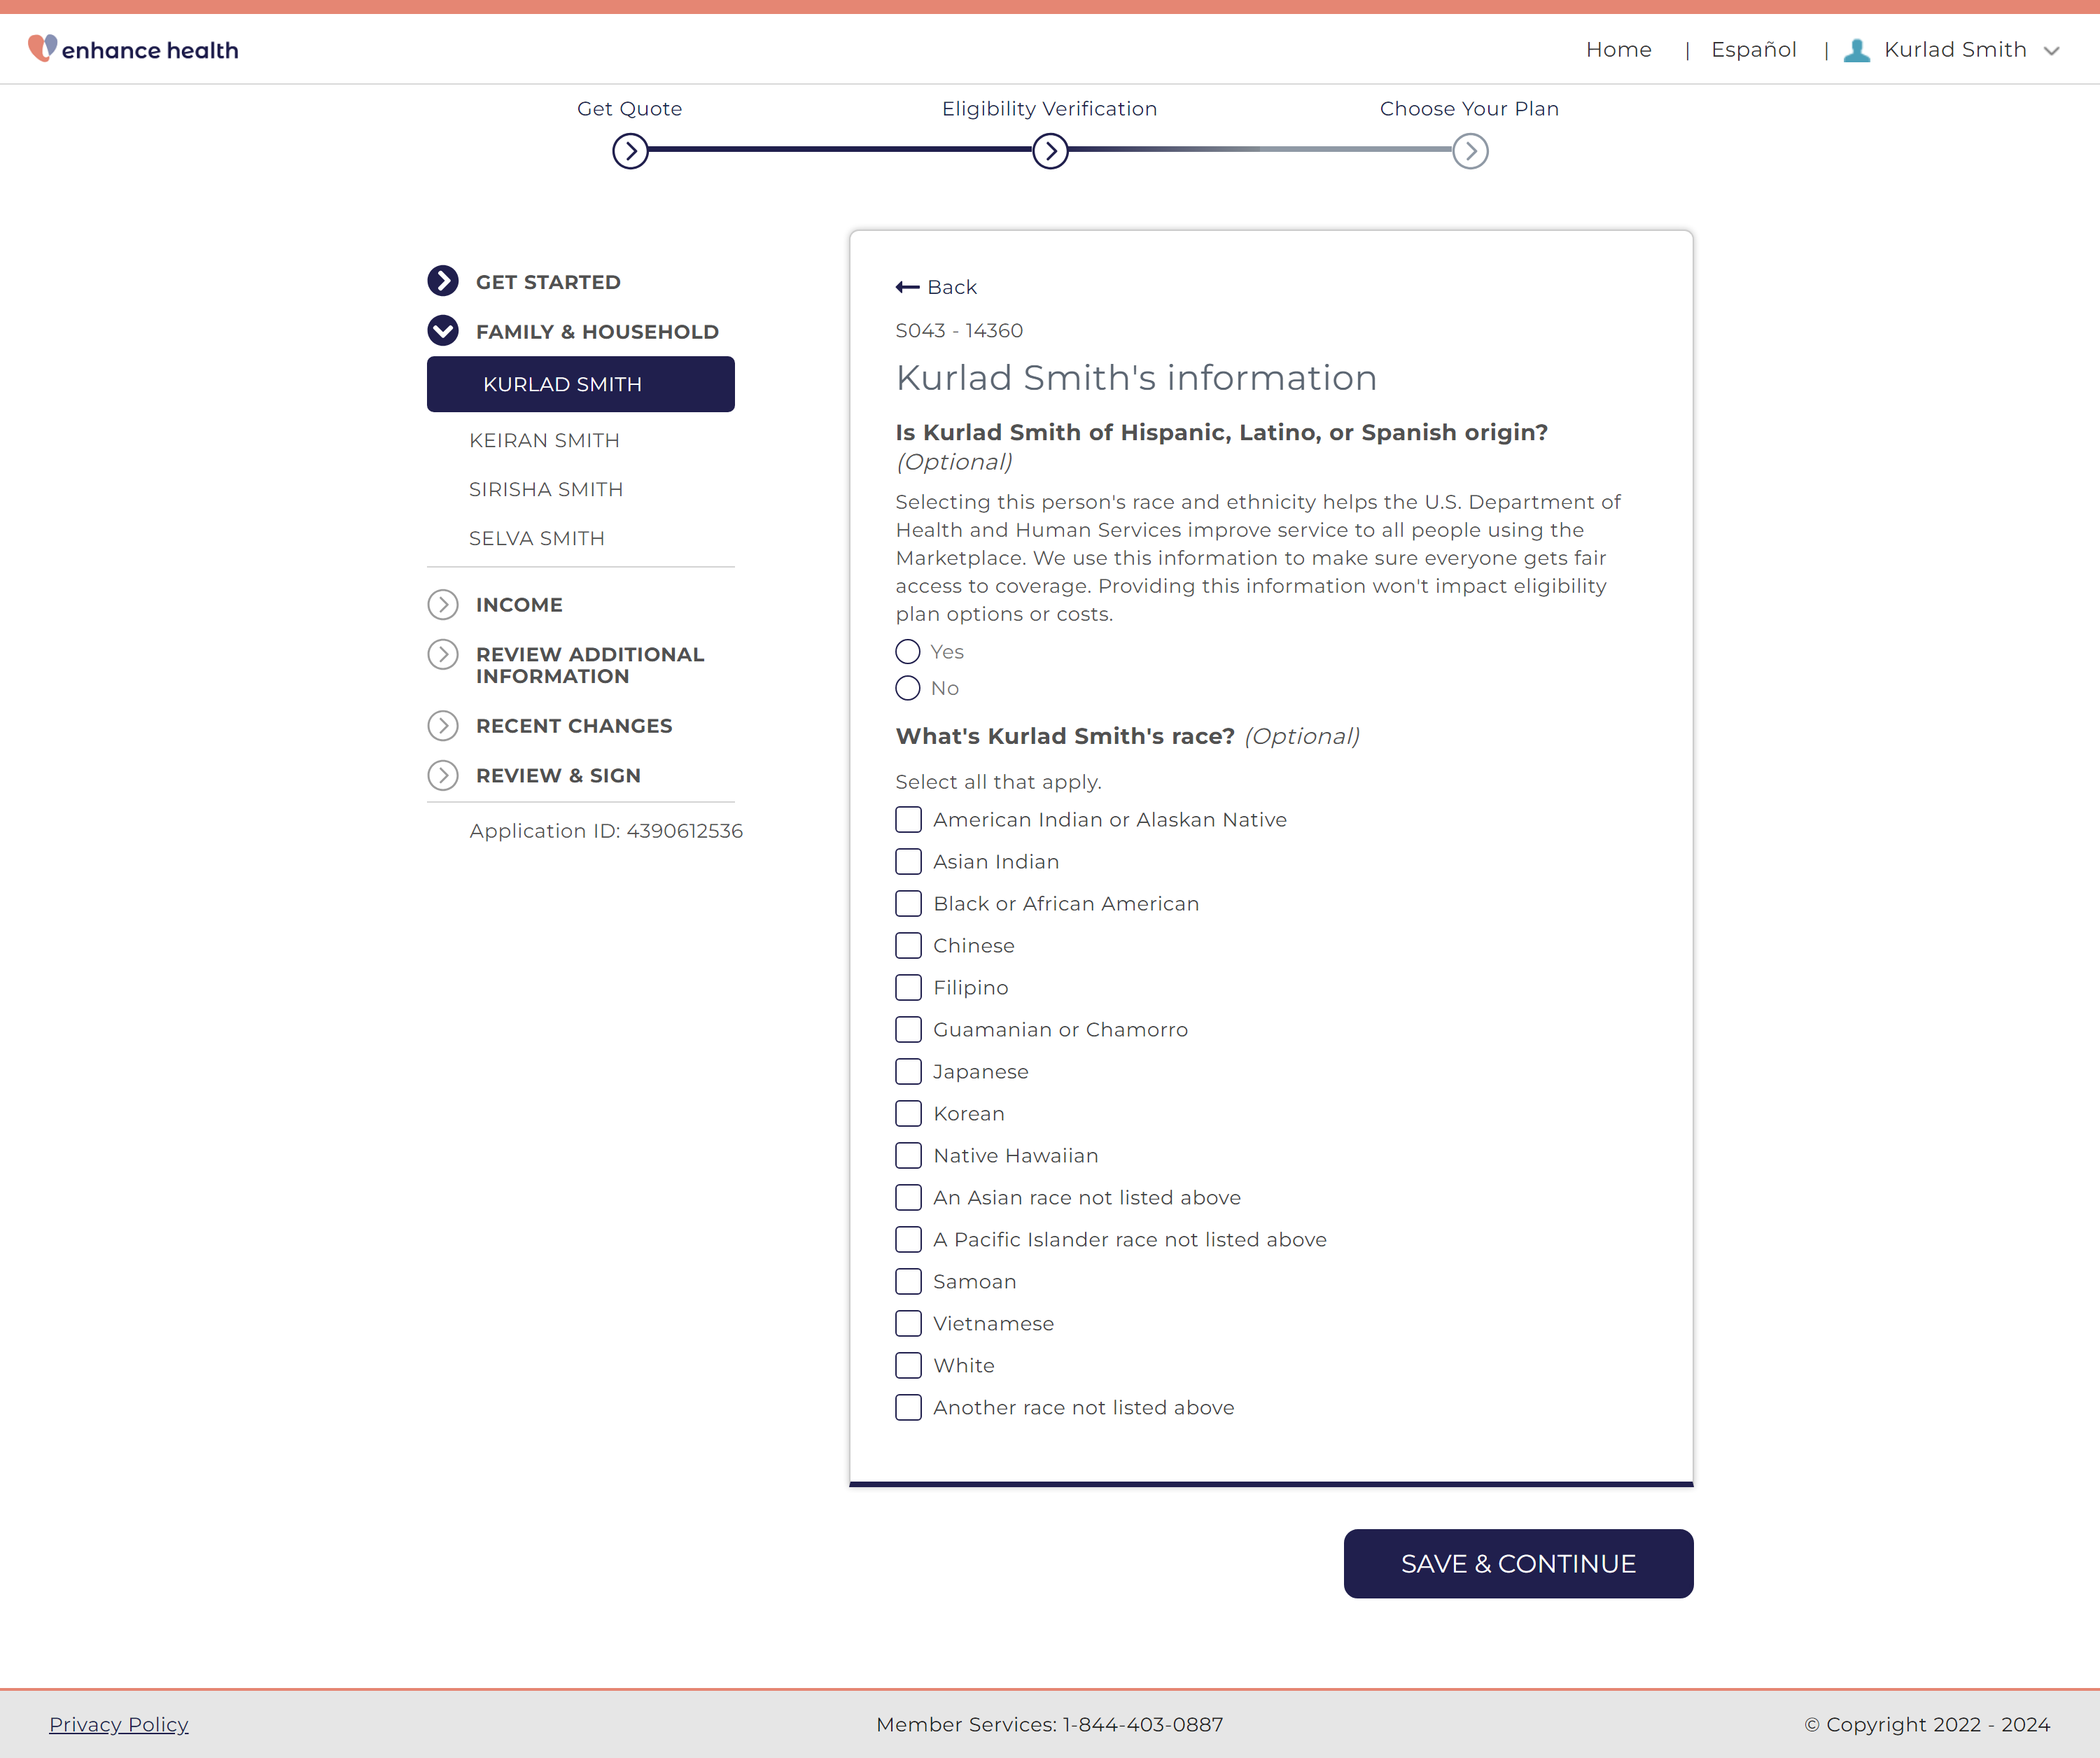 enhance health
Home | Español | Kurlad Smith
Get Quote
Eligibility Verification
Choose Your Plan
GET STARTED
FAMILY & HOUSEHOLD
KURLAD SMITH
KEIRAN SMITH
SIRISHA SMITH
SELVA SMITH
INCOME
REVIEW ADDITIONAL
INFORMATION
RECENT CHANGES
REVIEW & SIGN
Application ID: 4390612536
Back
S043 - 14360
Kurlad Smith's information
Is Kurlad Smith of Hispanic, Latino, or Spanish origin?
(Optional)
Selecting this person's race and ethnicity helps the U.S. Department of
Health and Human Services improve service to all people using the
Marketplace. We use this information to make sure everyone gets fair
access to coverage. Providing this information won't impact eligibility
plan options or costs.
Yes
No
What's Kurlad Smith's race? (Optional)
Select all that apply.
American Indian or Alaskan Native
Asian Indian
Black or African American
Chinese
Filipino
Guamanian or Chamorro
Japanese
Korean
Native Hawaiian
An Asian race not listed above
A Pacific Islander race not listed above
Samoan
Vietnamese
White
Another race not listed above
SAVE & CONTINUE
Privacy Policy
Member Services: 1-844-403-0887
© Copyright 2022 - 2024